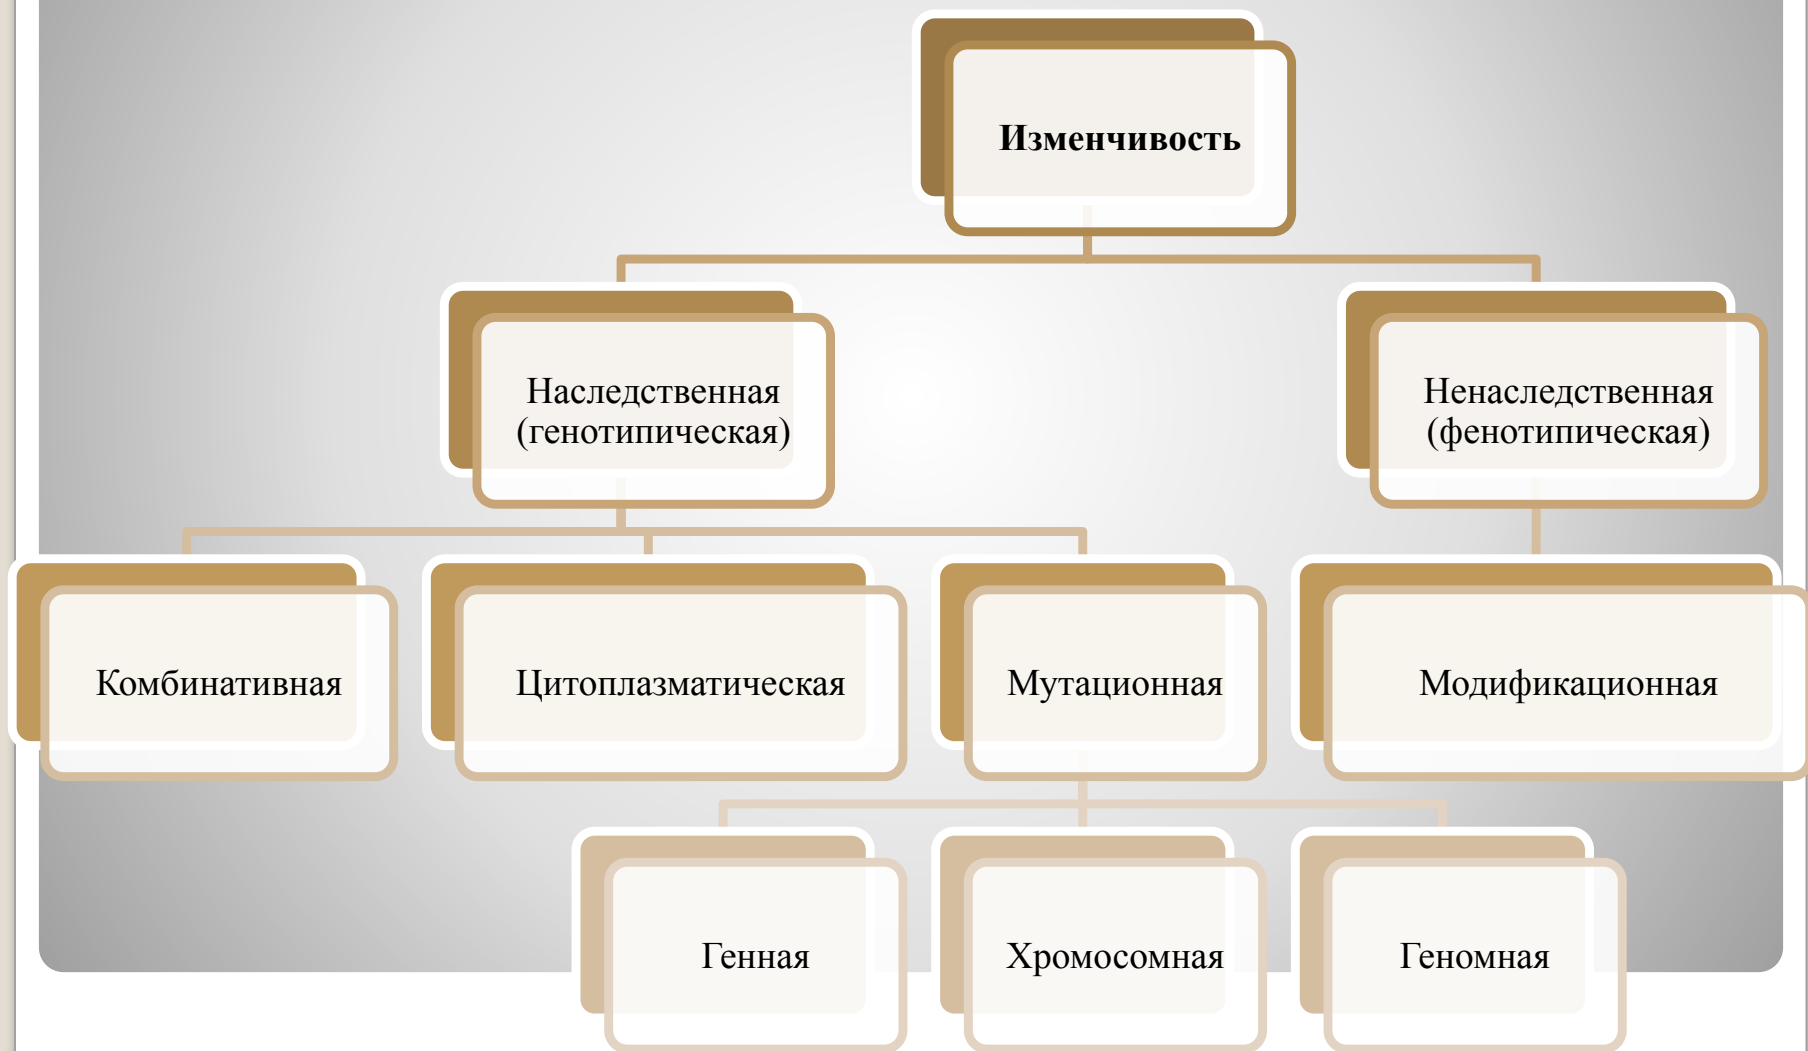 Изменчивость
Наследственная
(генотипическая)
Ненаследственная
(фенотипическая)
Комбинативная
Цитоплазматическая
Мутационная
Модификационная
Генная
Хромосомная
Геномная